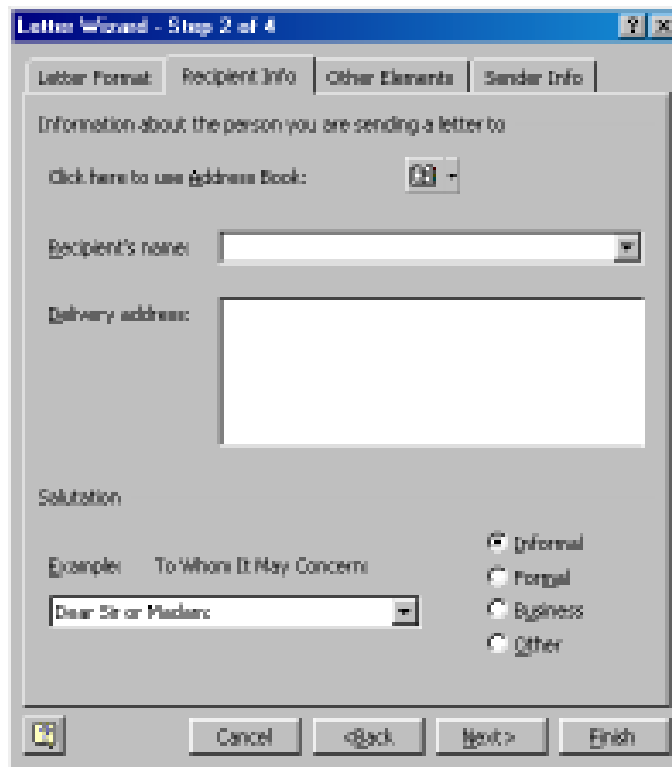 Letter Wizard - Step 2 of 4
Letter Format Recipient Info Other Elements Sender Info
Information about the person you are sending a letter to
Click here to use Address Book:
Recipient's name:
Delivery address:
Salutation
Informal
Example: To Whom It May Concern:
Formal
Dear Sir or Madam:
Business
Other
Cancel <Back Next> Finish